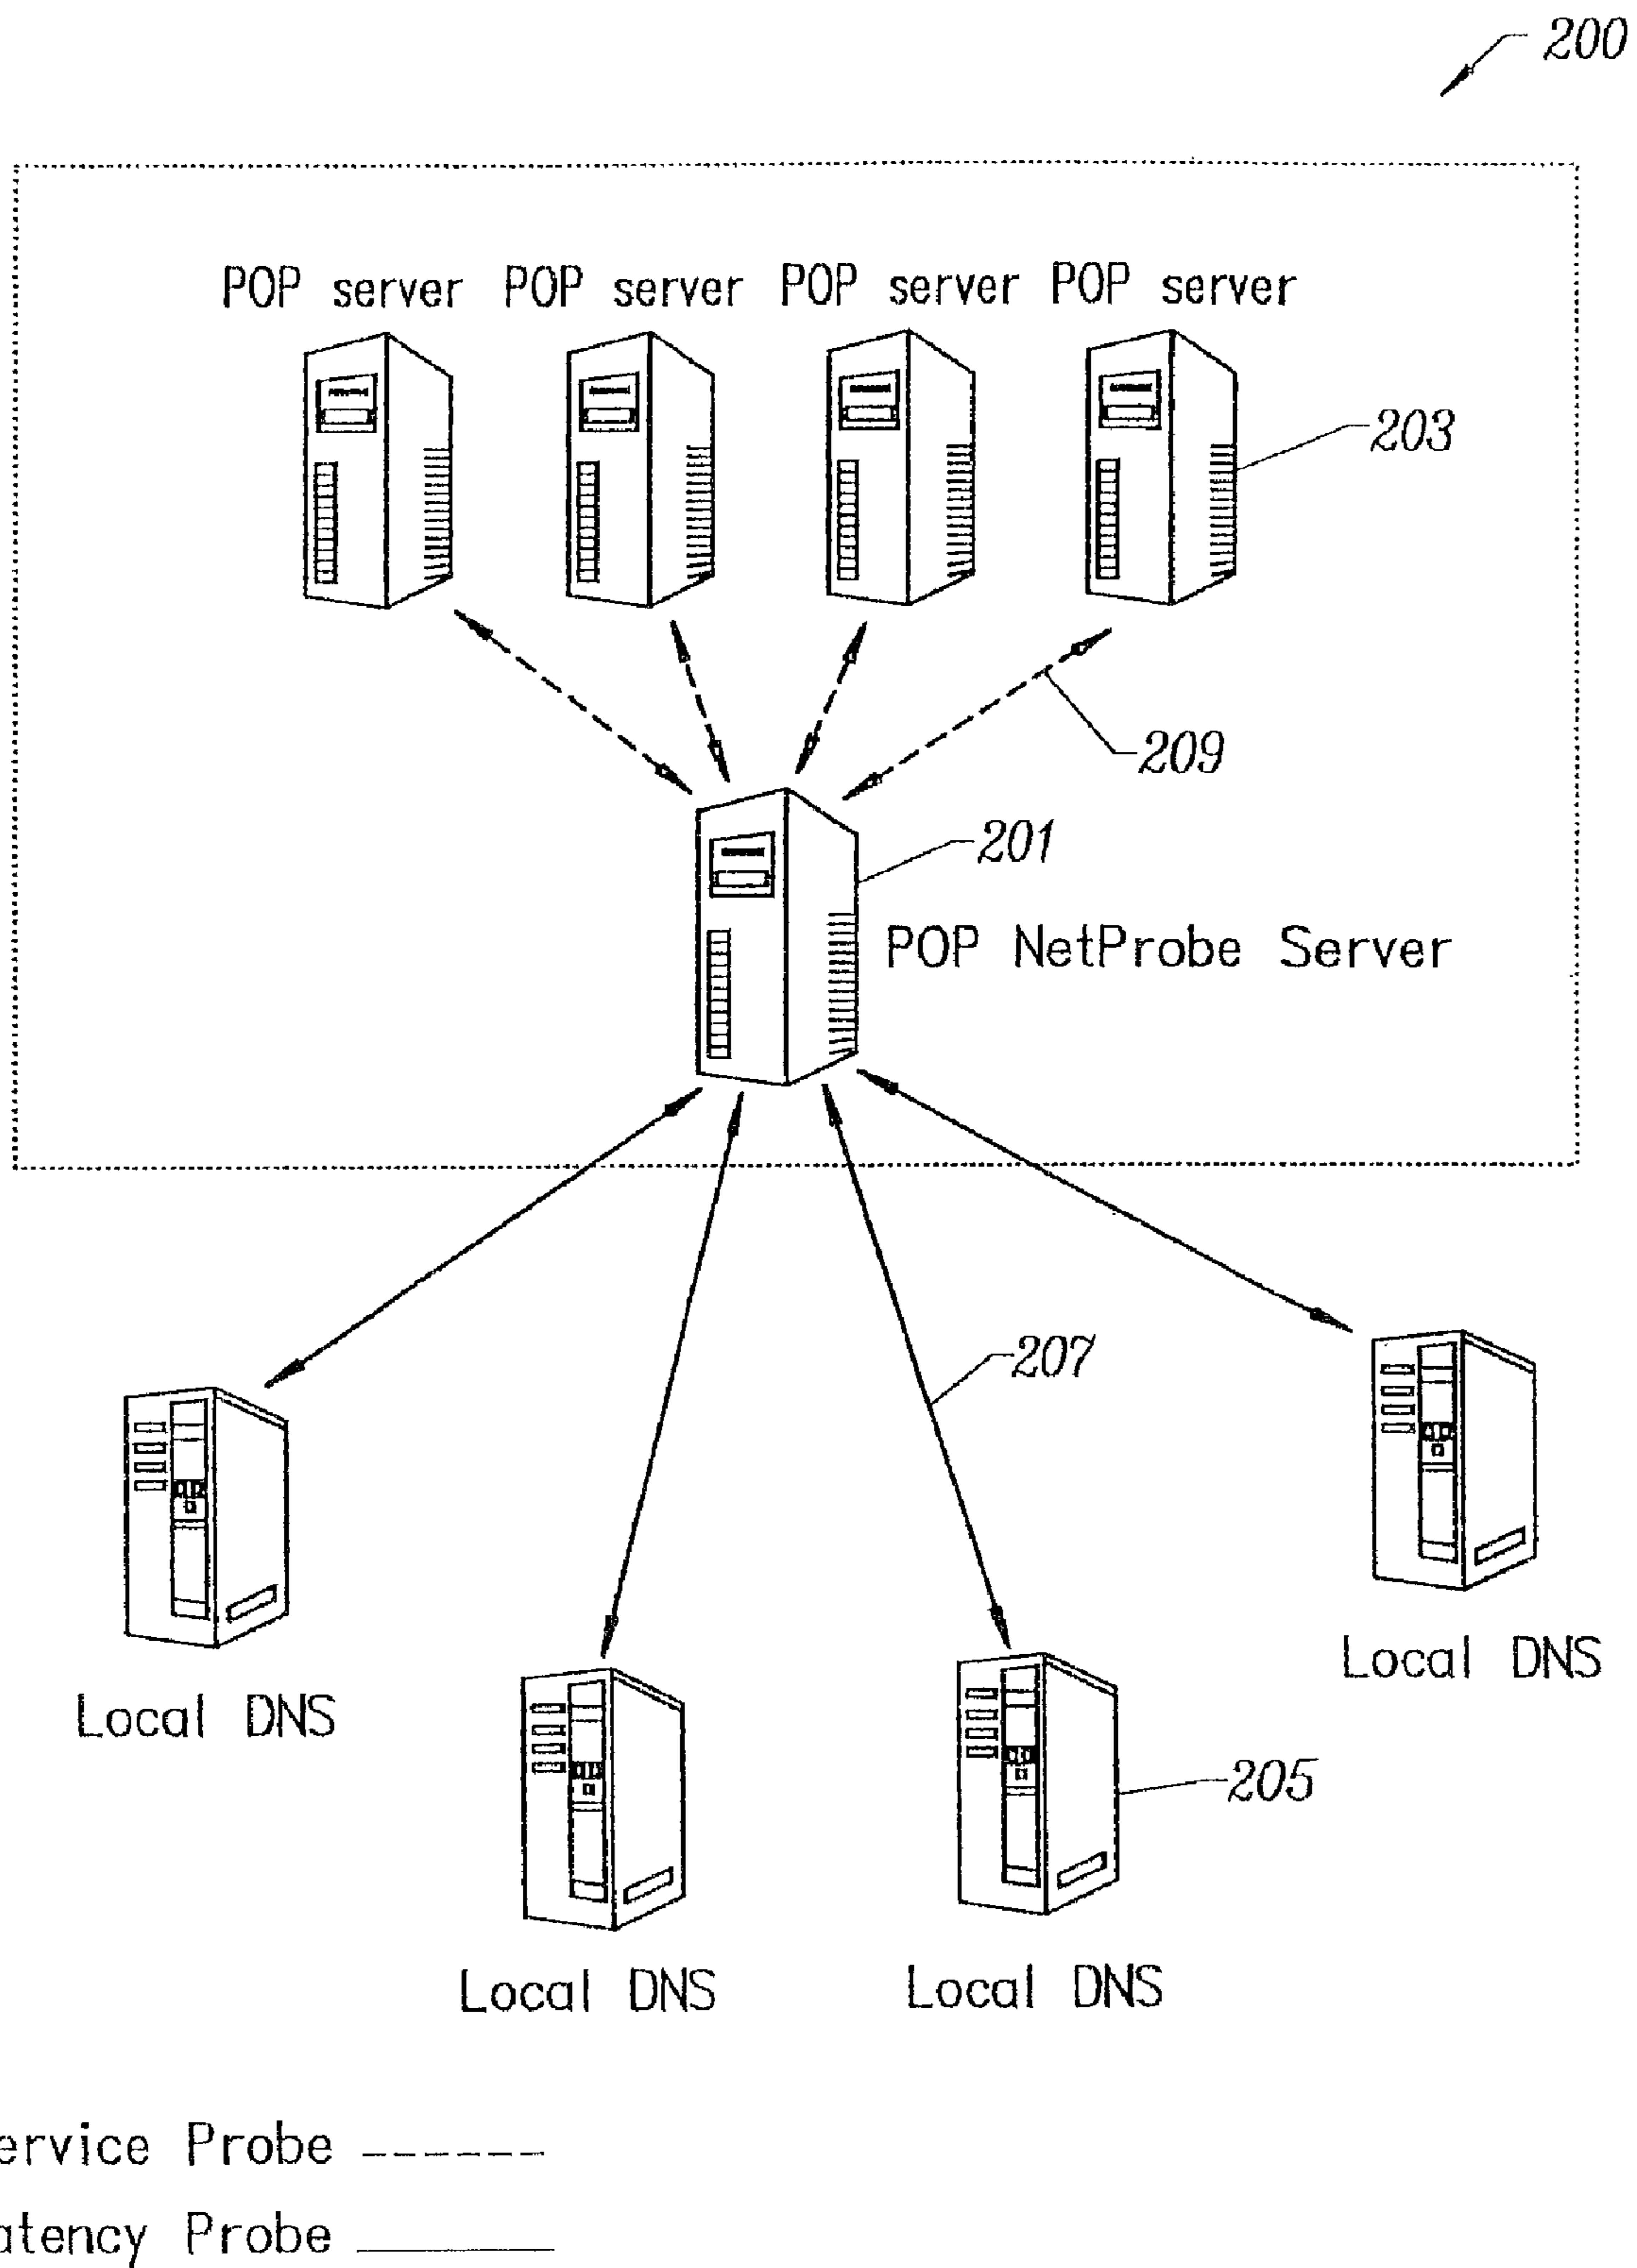 200
POP server POP server POP server POP server
203
209
201
POP NetProbe Server
207
Local DNS
Local DNS
205
Local DNS
Local DNS
ervice Probe
atency Probe